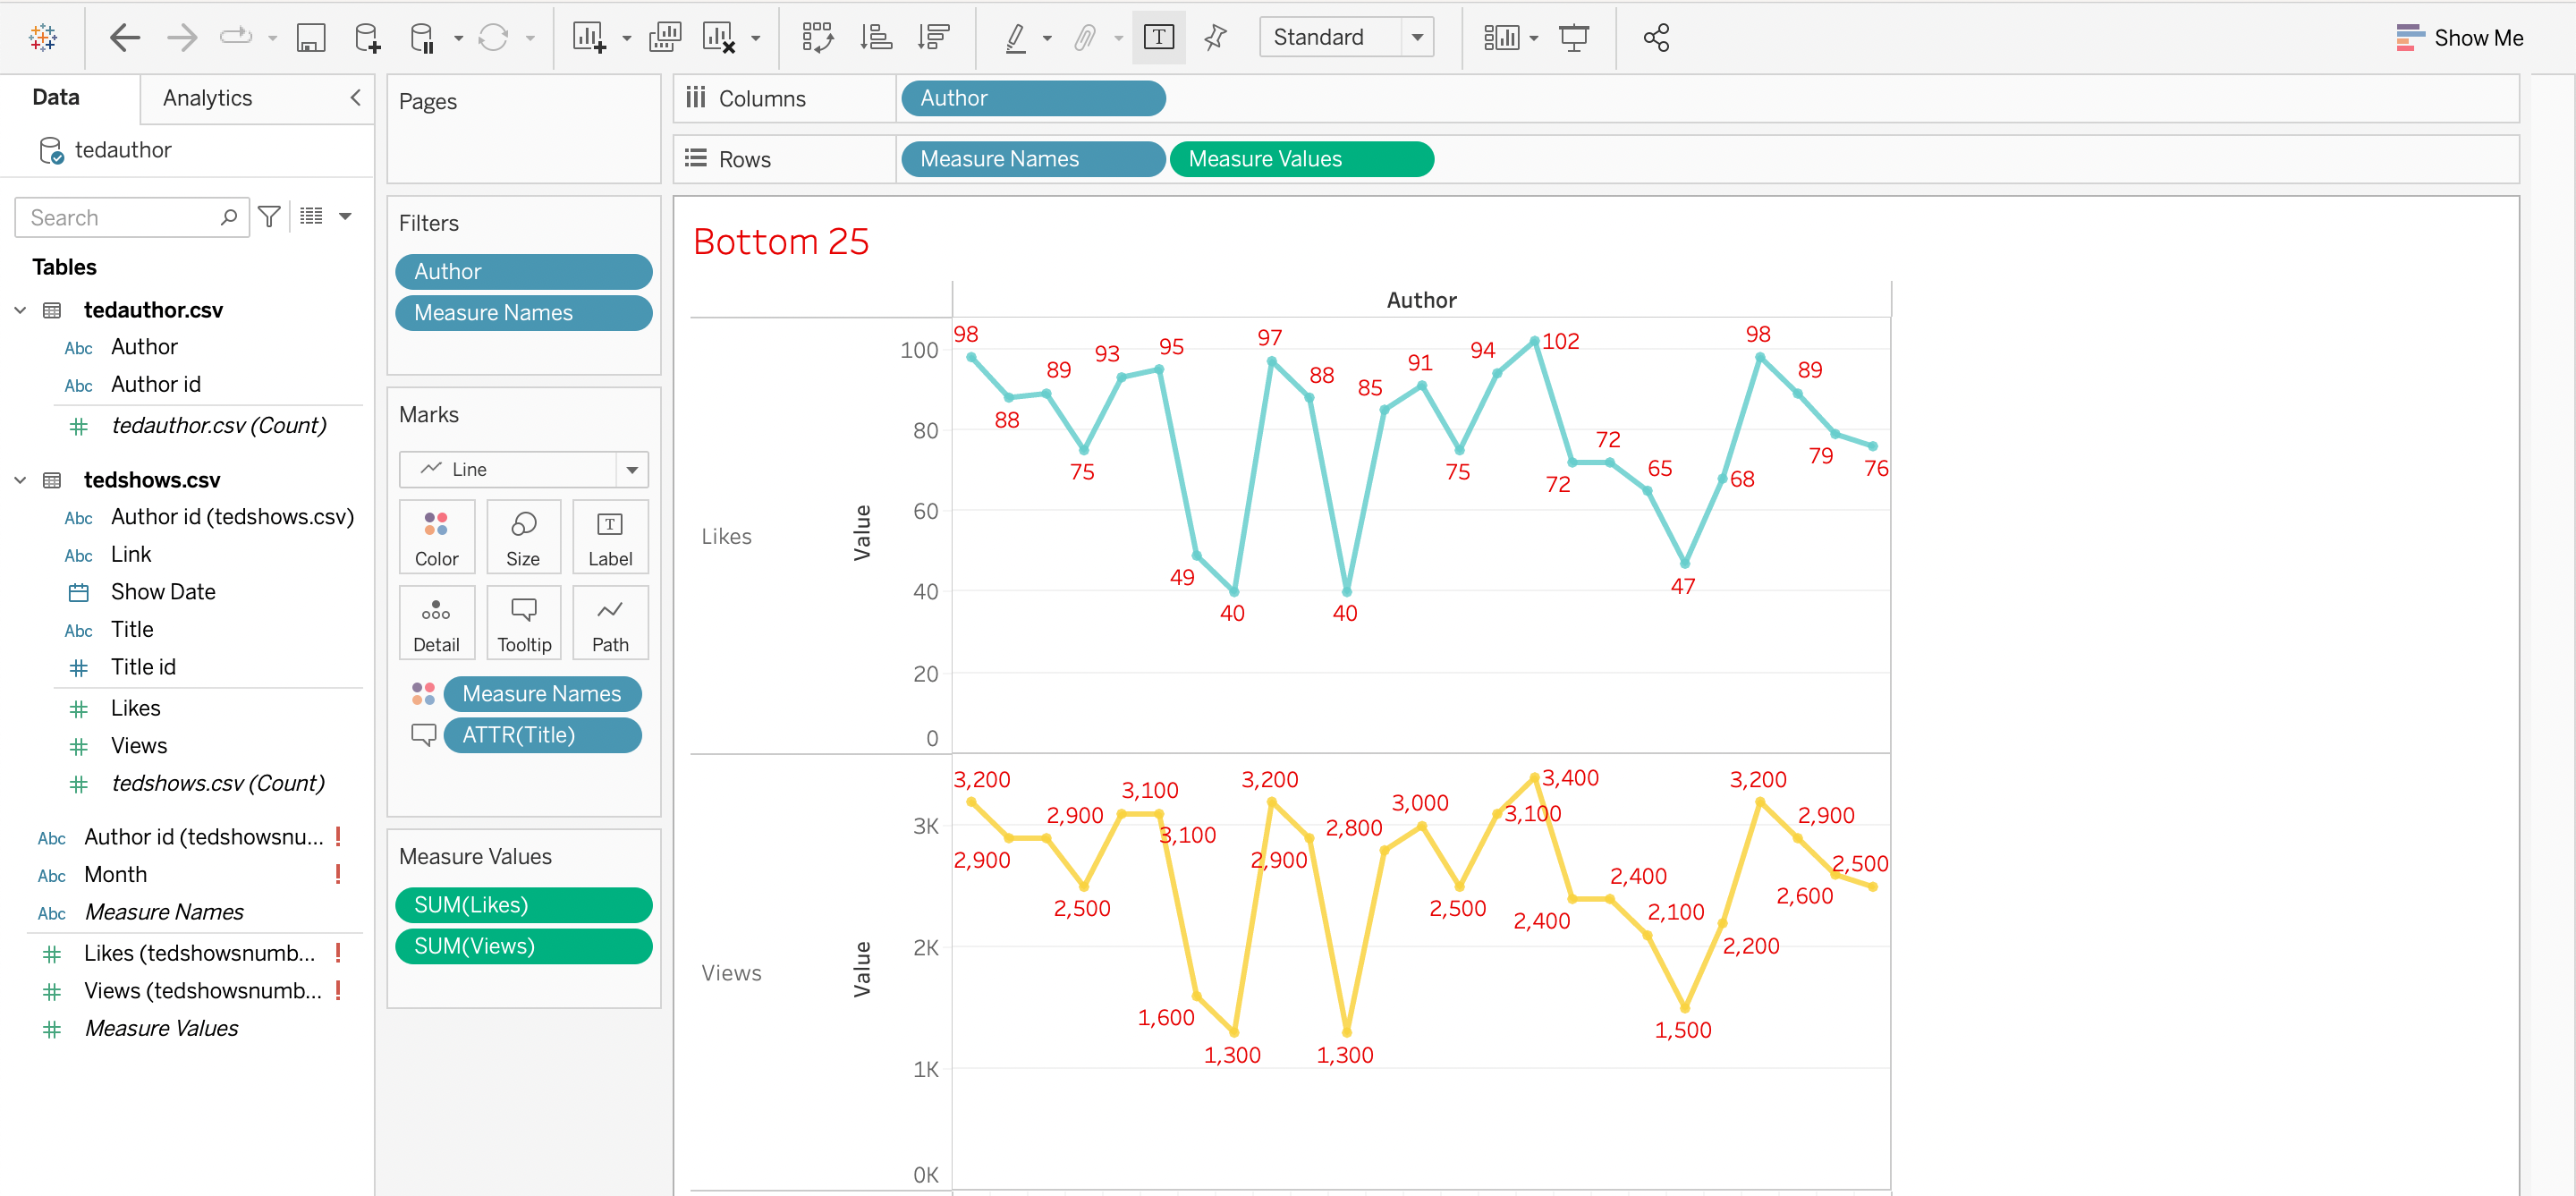 T
Standard
Show Me
Data
Analytics
tedauthor
Search
Tables
tedauthor.csv
Abc Author
Abc Author id
tedauthor.csv (Count)
tedshows.csv
Abc Author id (tedshows.csv)
Abc Link
Show Date
Abc Title
Title id
Likes
Views
tedshows.csv (Count)
Abc Author id (tedshowsnu... !
Abc Month !
Abc Measure Names
Likes (tedshowsnumb... !
Views (tedshowsnumb... !
Measure Values
Pages
Filters
Author
Measure Names
Marks
Line
Color
Size
T
Label
Detail
Tooltip
Path
Measure Names
ATTR(Title)
Measure Values
SUM(Likes)
SUM(Views)
Columns
Author
Rows
Measure Names
Measure Values
Bottom 25
Author
Likes
Value
100
80
60
40
20
0
98
88
89
75
93
95
49
40
97
88
40
85
91
75
94
102
72
72
65
47
68
98
89
79
76
Views
Value
3K
2K
1K
0K
3,200
2,900
2,900
2,500
3,100
3,100
1,600
1,300
3,200
2,900
1,300
2,800
3,000
2,500
3,100
3,400
2,400
2,400
2,100
1,500
2,200
3,200
2,900
2,600
2,500